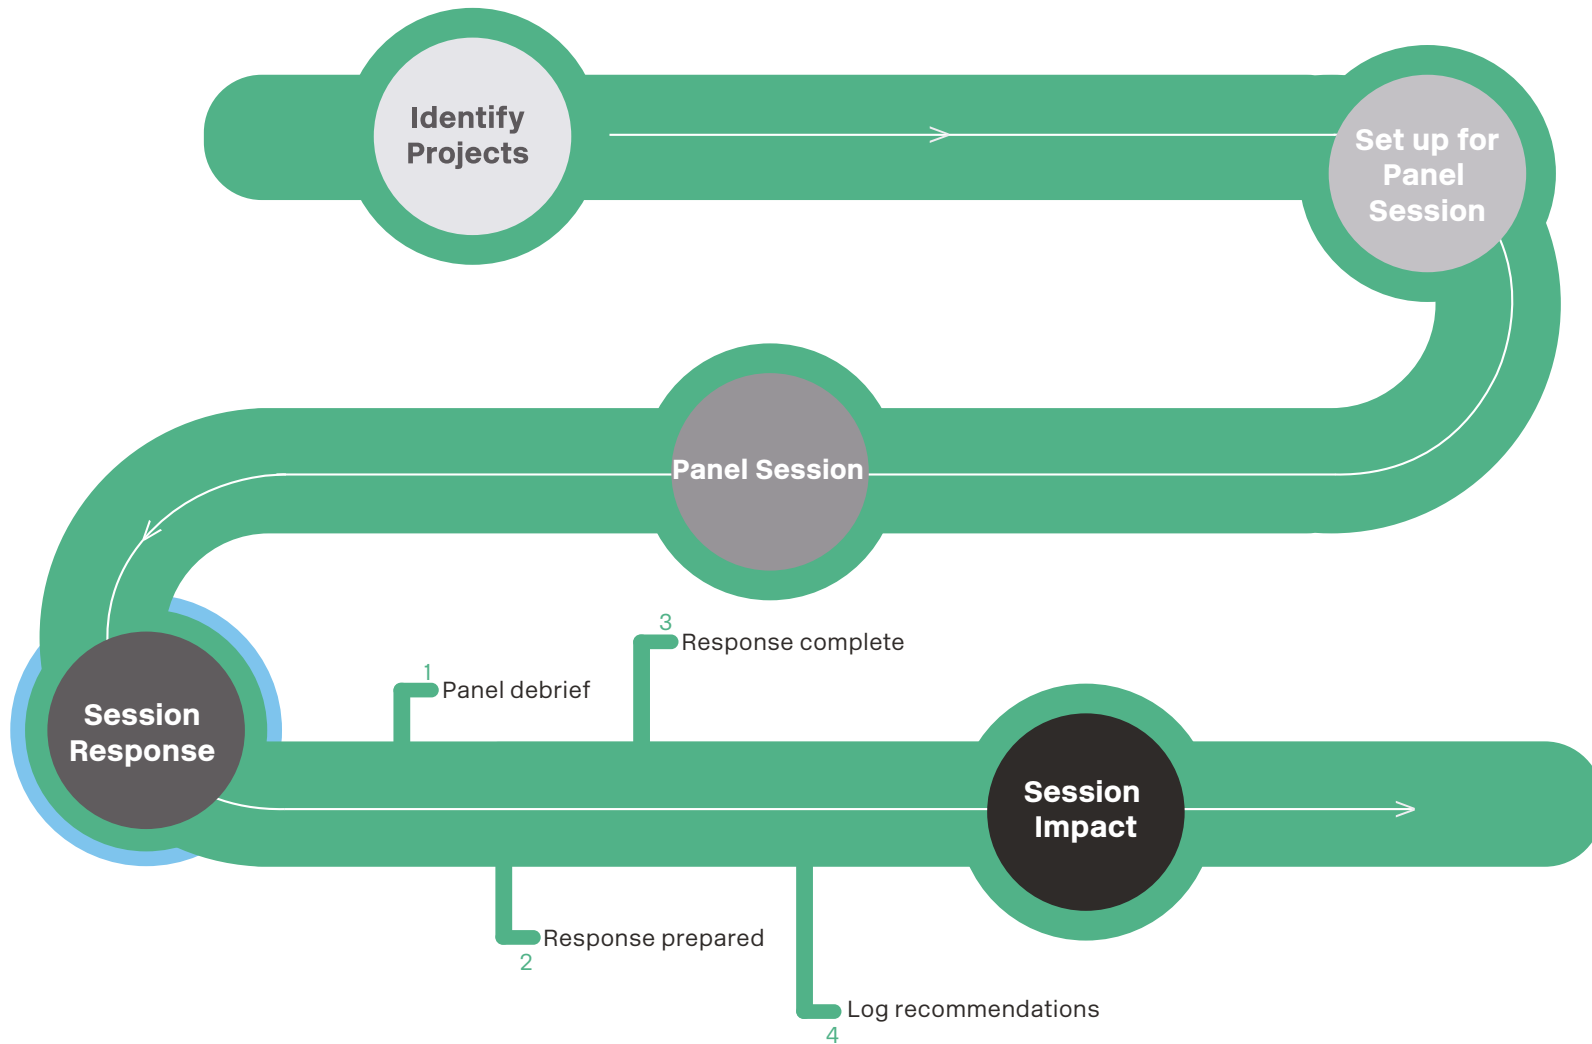 Identify
Projects
Set up for
Panel
Session
Panel Session
Session
Response
1
Panel debrief
2
Response prepared
3
Response complete
4
Log recommendations
Session
Impact